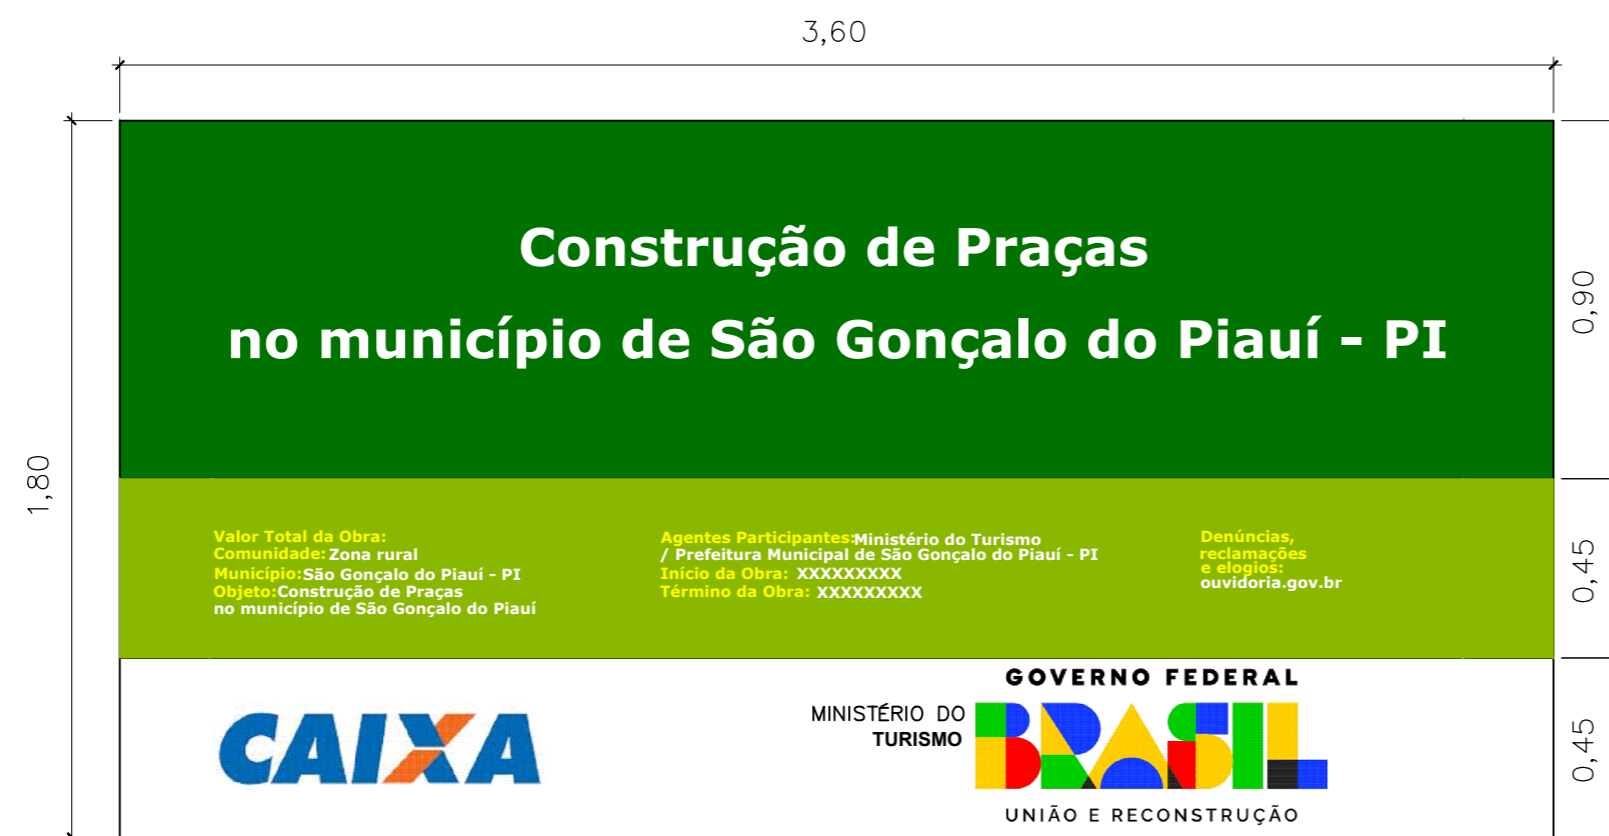 3,60
1,80
Construção de Praças
no município de São Gonçalo do Piauí - PI
0,90
Valor Total da Obra:
Comunidade: Zona rural
Município: São Gonçalo do Piauí - PI
Objeto: Construção de Praças
no município de São Gonçalo do Piauí
Agentes Participantes: Ministério do Turismo
/ Prefeitura Municipal de São Gonçalo do Piauí - PI
Início da Obra: XXXXXXXXX
Término da Obra: XXXXXXXXX
Denúncias,
reclamações
e elogios:
ouvidoria.gov.br
0,45
CAIXA
MINISTÉRIO DO
TURISMO
GOVERNO FEDERAL
BRASIL
UNIÃO E RECONSTRUÇÃO
0,45